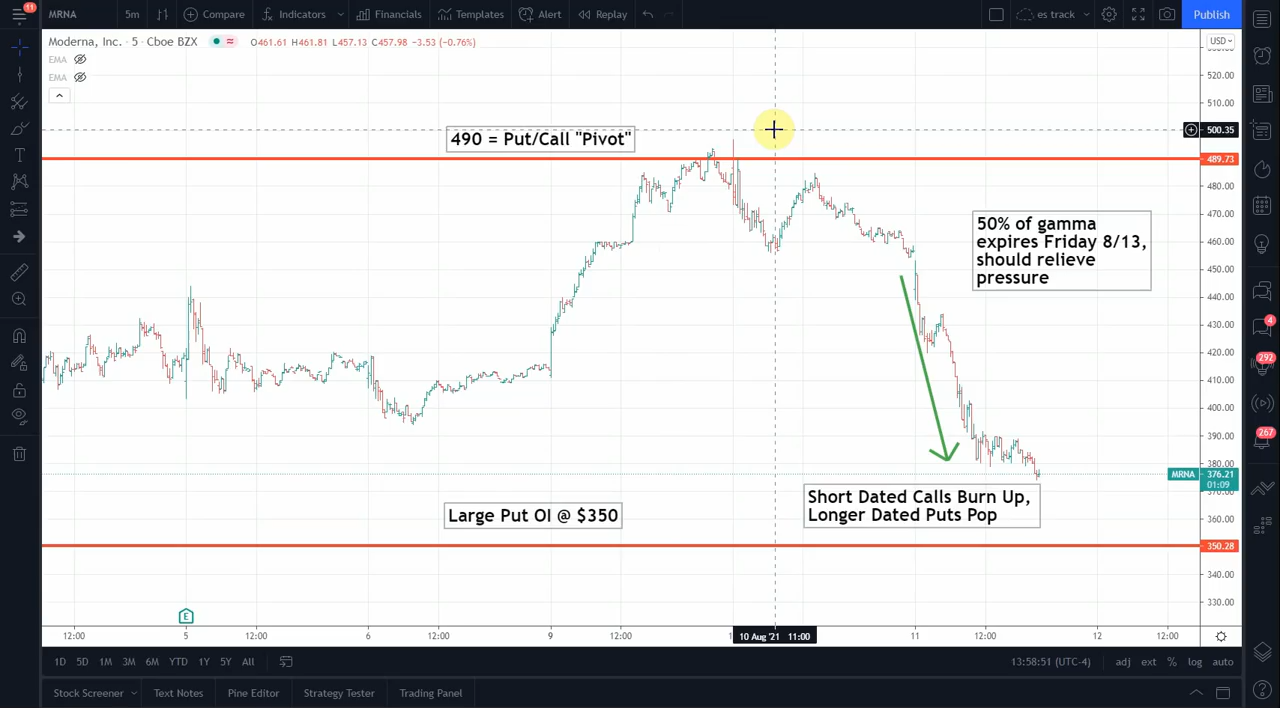 11
MRNA
5m
Compare
Indicators
Financials
Templates
Alert
Replay
es track
Publish
Moderna, Inc. · 5 · Cboe BZX
O461.61 H461.81 L457.13 C457.98 −3.53 (−0.76%)
EMA
EMA
USD
520.00
510.00
500.35
490 = Put/Call "Pivot"
489.73
480.00
470.00
460.00
450.00
440.00
430.00
420.00
410.00
400.00
390.00
380.00
50% of gamma
expires Friday 8/13,
should relieve
pressure
MRNA
376.21
01:09
370.00
360.00
Short Dated Calls Burn Up,
Longer Dated Puts Pop
Large Put OI @ $350
350.28
340.00
330.00
E
12:00
5
12:00
6
12:00
9
12:00
10 Aug '21 11:00
11
12:00
12
12:00
1D
5D
1M
3M
6M
YTD
1Y
5Y
All
13:58:51 (UTC-4)
adj
ext
%
log
auto
Stock Screener
Text Notes
Pine Editor
Strategy Tester
Trading Panel
4
292
267